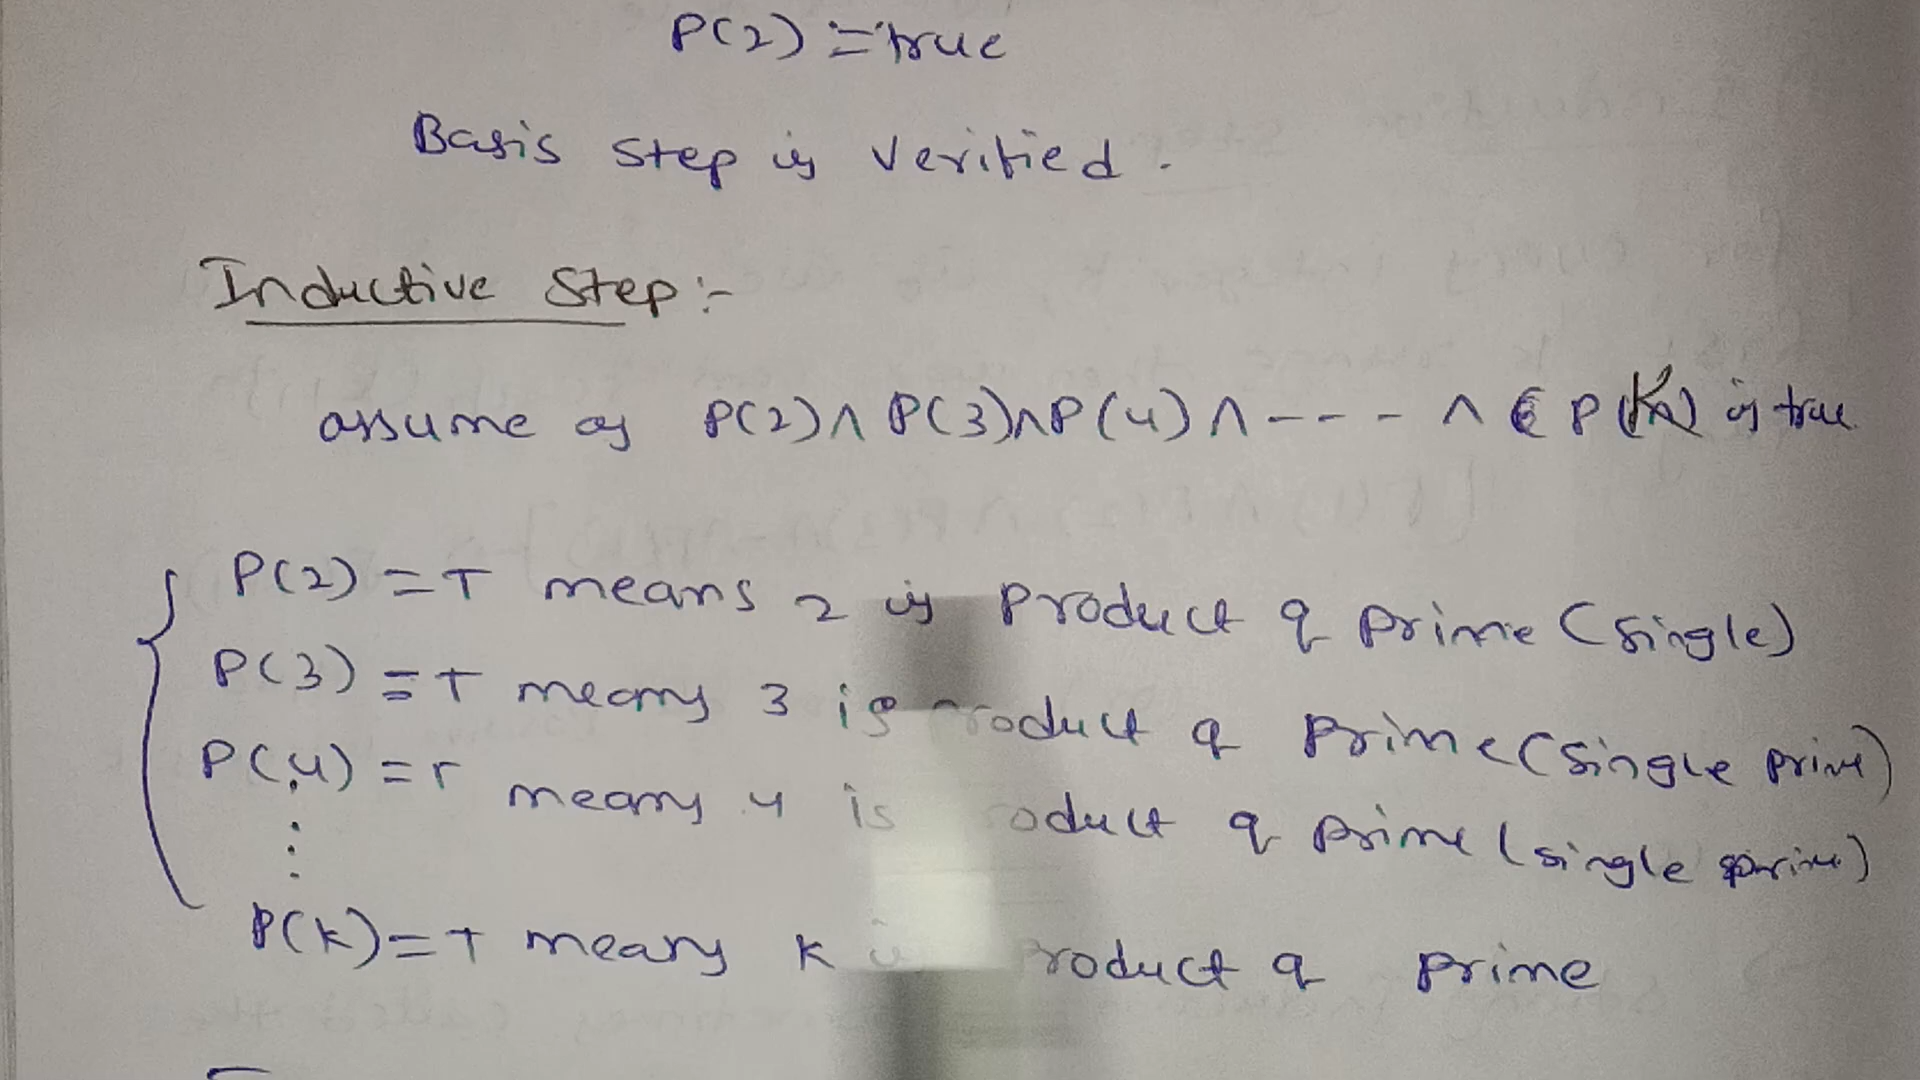 P(2) = true
Basis step is verified.
Inductive Step:-
assume as P(2) ∧ P(3) ∧ P(4) ∧ - - - - ∧ P(K) is true
P(2) = T means 2 is product of prime (single)
P(3) = T means 3 is product of prime (single prime)
P(4) = T means 4 is product of prime (single prime)
⋮
P(k) = T means k is product of prime